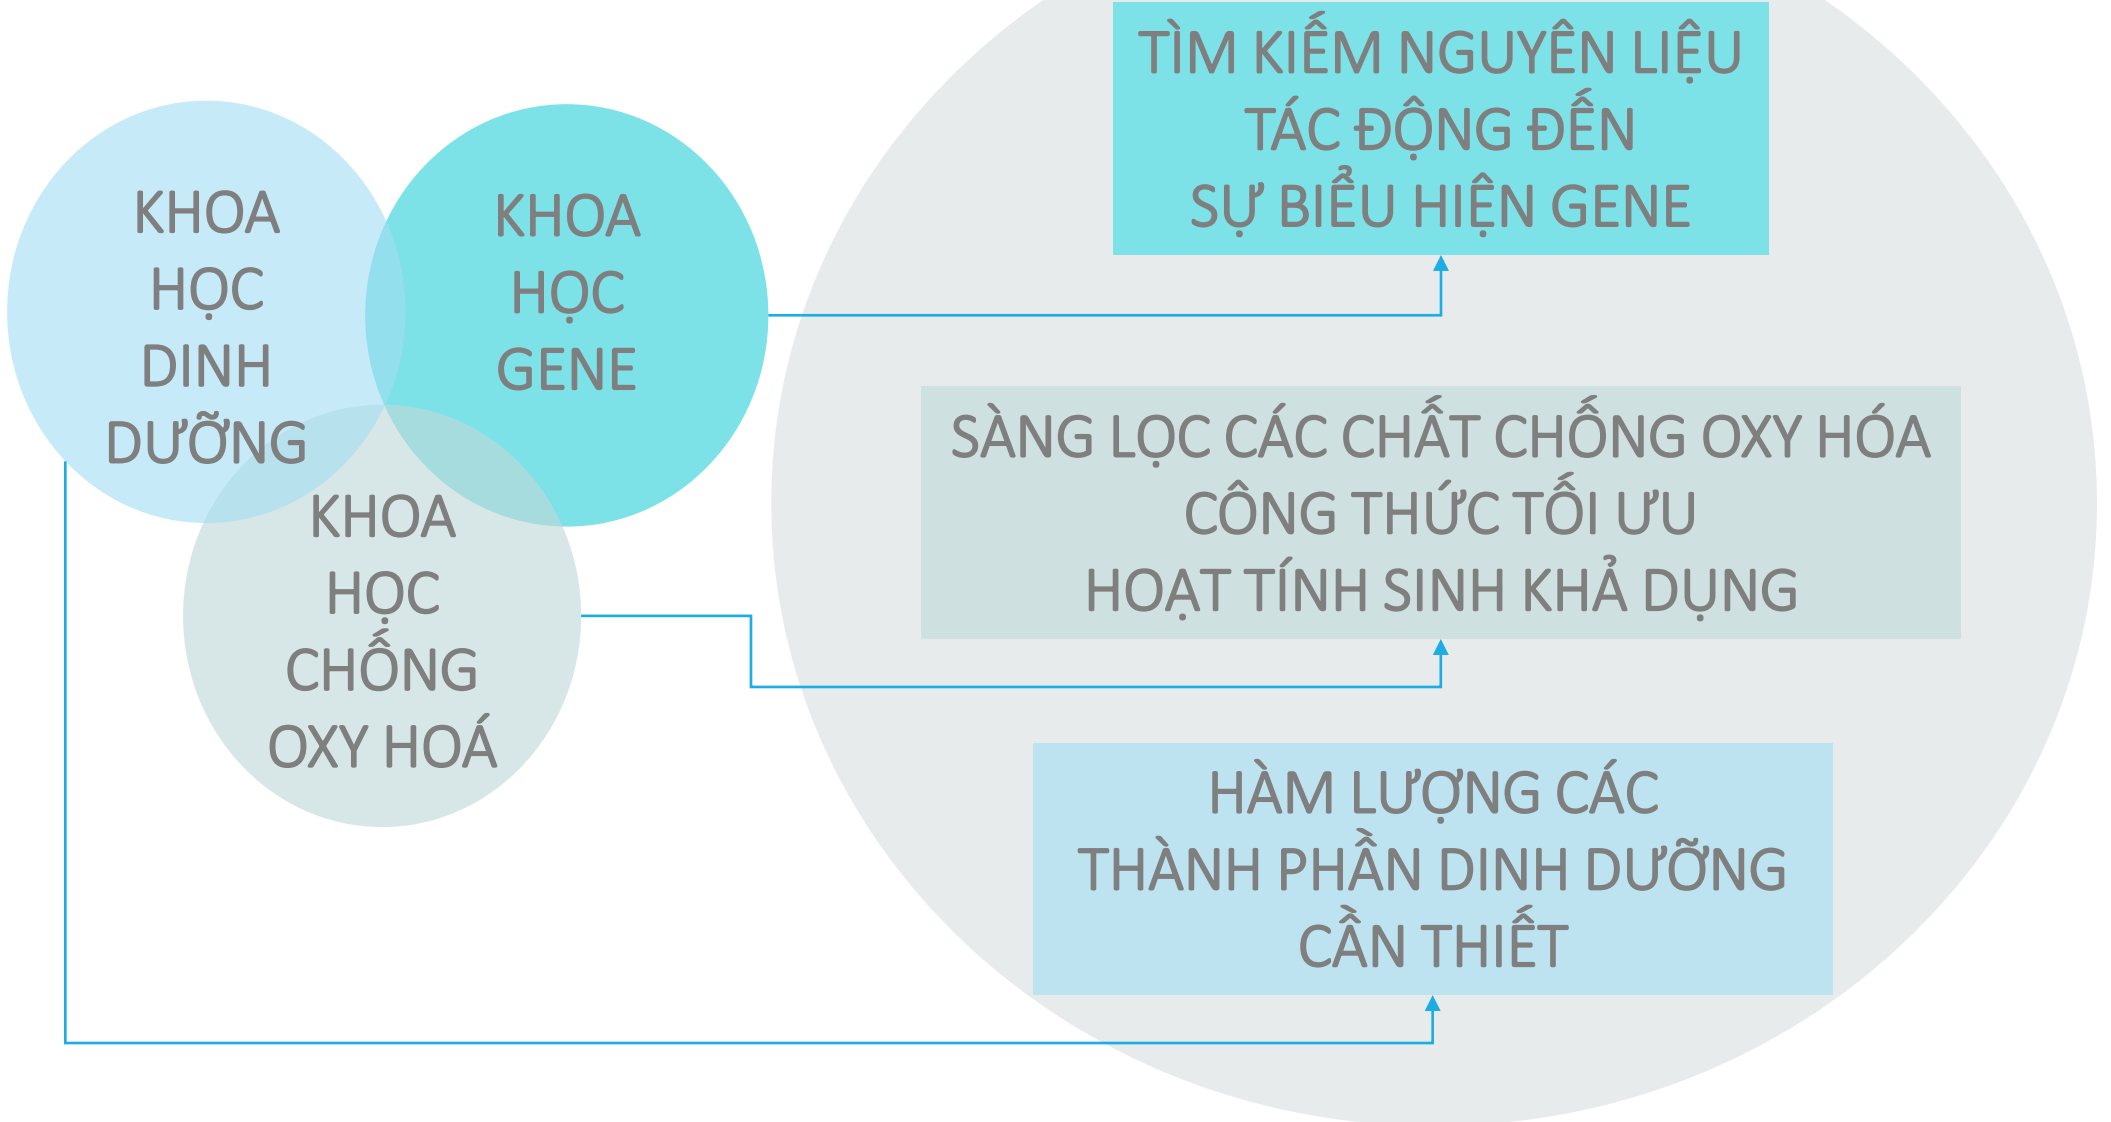 KHOA
HỌC
DINH
DƯỠNG
KHOA
HỌC
GENE
KHOA
HỌC
CHỐNG
OXY HOÁ
TÌM KIẾM NGUYÊN LIỆU
TÁC ĐỘNG ĐẾN
SỰ BIỂU HIỆN GENE
SÀNG LỌC CÁC CHẤT CHỐNG OXY HÓA
CÔNG THỨC TỐI ƯU
HOẠT TÍNH SINH KHẢ DỤNG
HÀM LƯỢNG CÁC
THÀNH PHẦN DINH DƯỠNG
CẦN THIẾT